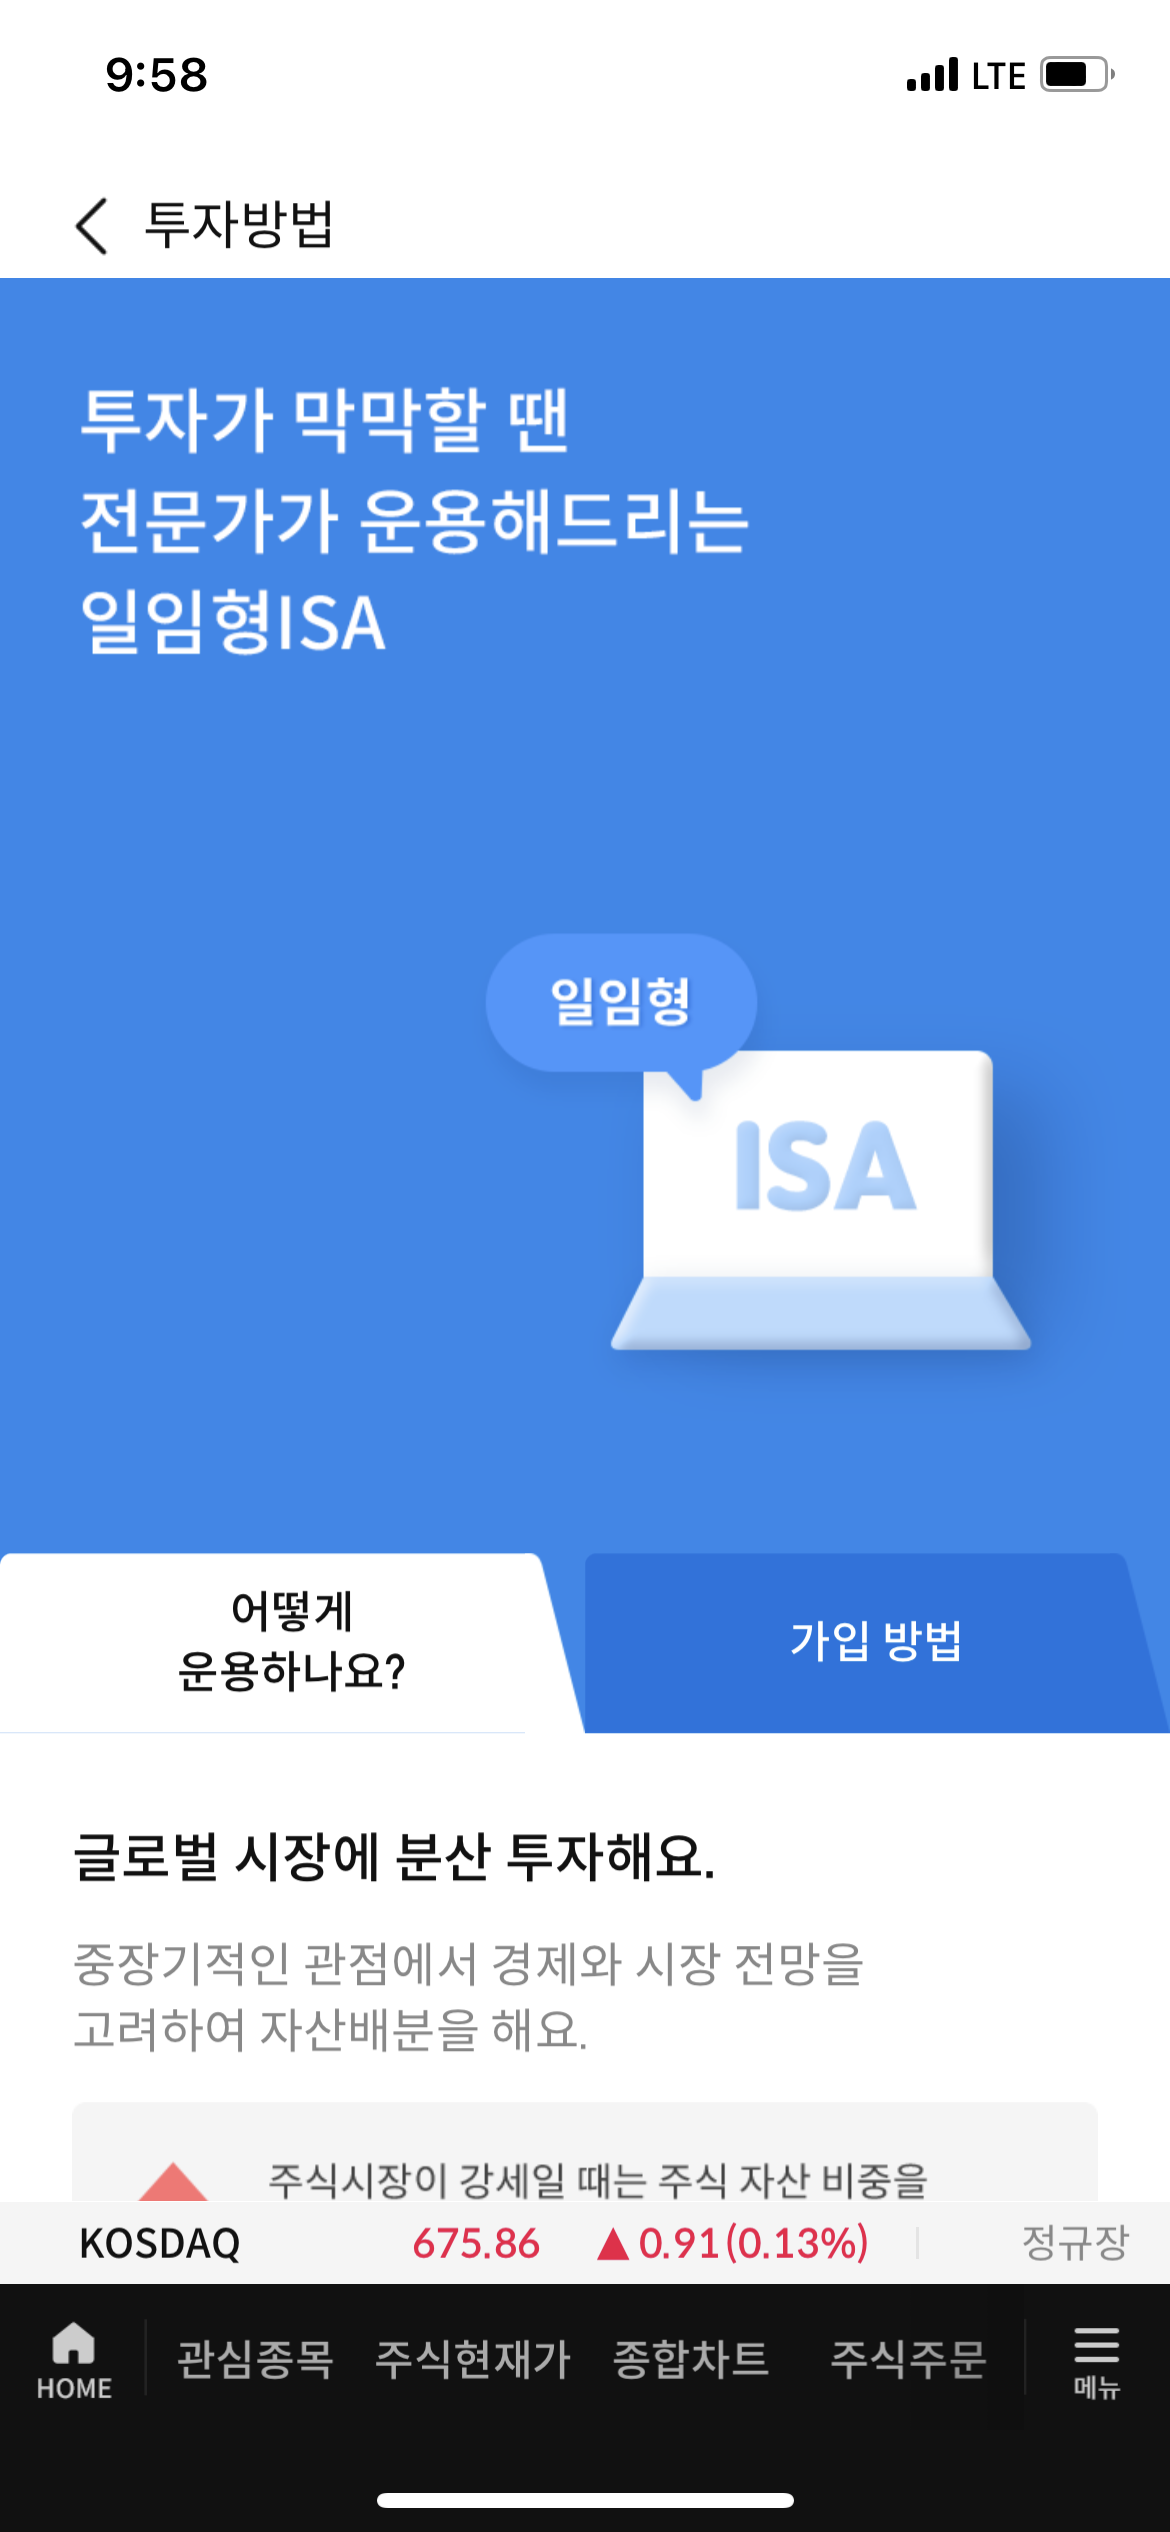 9:58
LTE
투자방법
투자가 막막할 땐
전문가가 운용해드리는
일임형ISA
일임형
ISA
어떻게
운용하나요?
가입 방법
글로벌 시장에 분산 투자해요.
중장기적인 관점에서 경제와 시장 전망을
고려하여 자산배분을 해요.
주식시장이 강세일 때는 주식 자산 비중을
KOSDAQ 675.86 ▲0.91(0.13%) 정규장
HOME 관심종목 주식현재가 종합차트 주식주문 메뉴